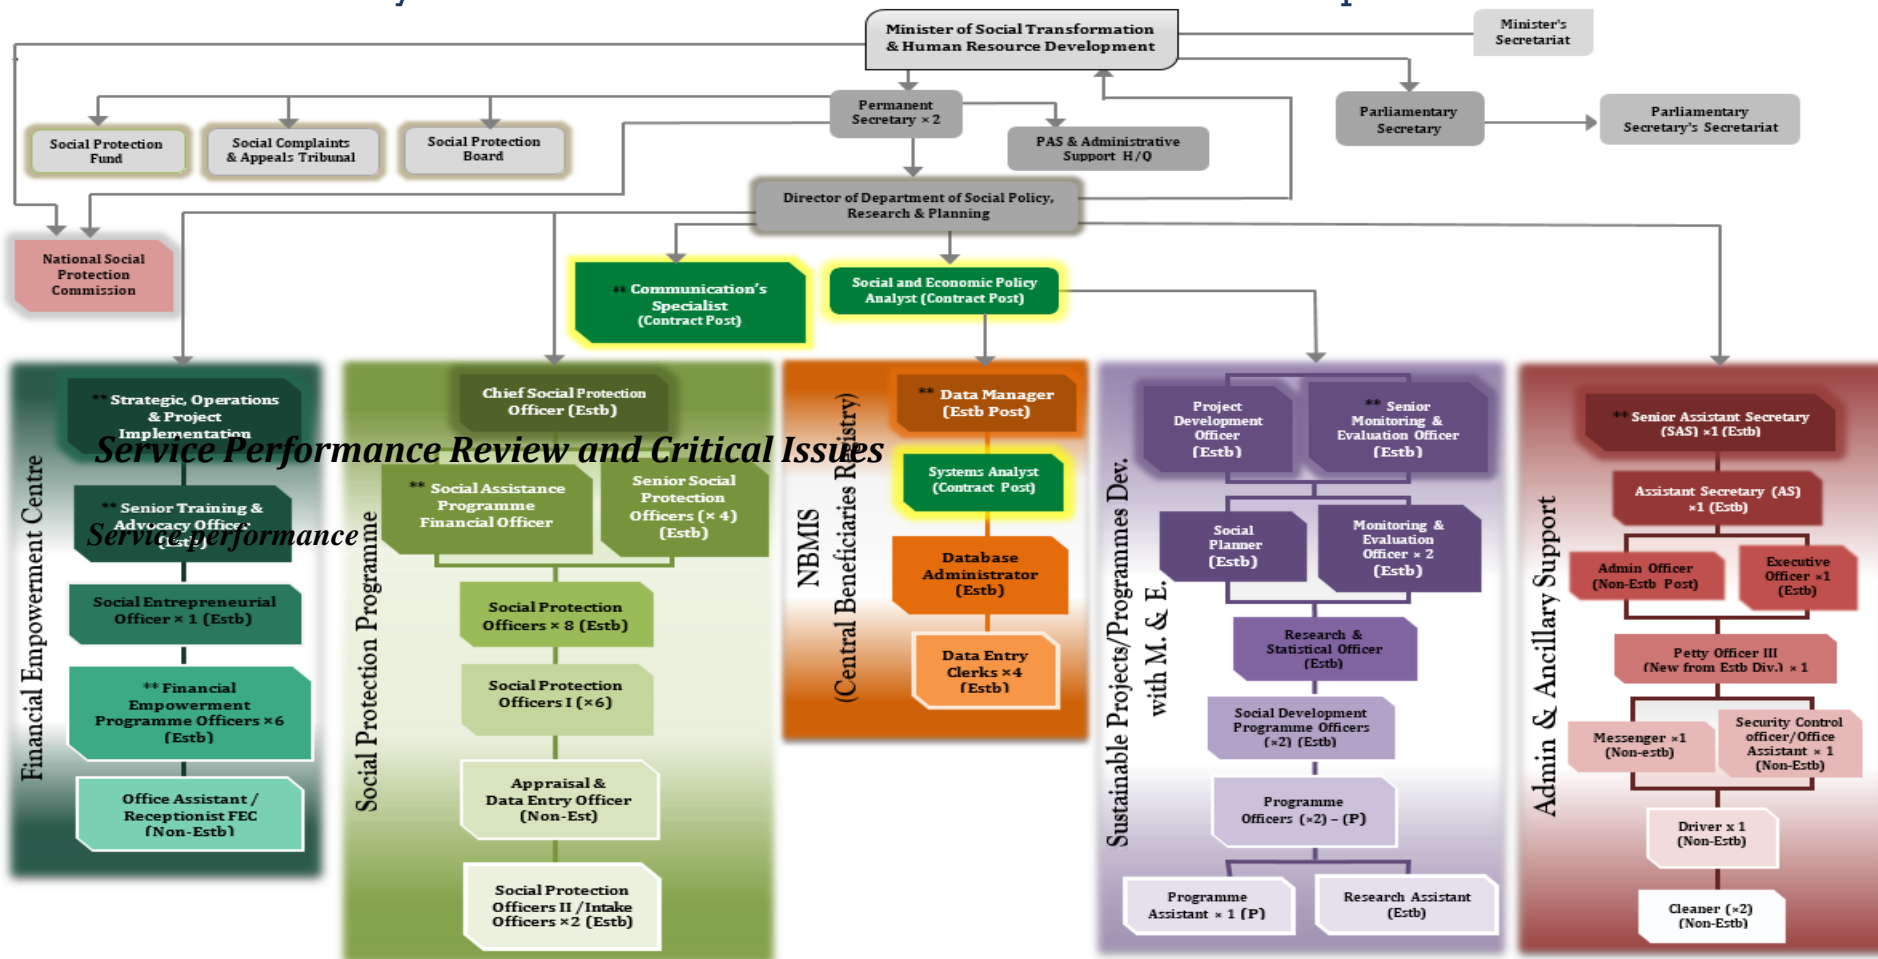 Minister of Social Transformation
& Human Resource Development
Minister's
Secretariat
Permanent
Secretary × 2
Parliamentary
Secretary
Parliamentary
Secretary's Secretariat
Social Protection
Fund
Social Complaints
& Appeals Tribunal
Social Protection
Board
PAS & Administrative
Support H/Q
Director of Department of Social Policy,
Research & Planning
National Social
Protection
Commission
** Communication's
Specialist
(Contract Post)
Social and Economic Policy
Analyst (Contract Post)
Financial Empowerment Centre
** Strategic, Operations
& Project
Implementation
** Senior Training &
Advocacy Officer
(Estb)
Social Entrepreneurial
Officer × 1 (Estb)
** Financial
Empowerment
Programme Officers ×6
(Estb)
Office Assistant /
Receptionist FEC
(Non-Estb)
Service Performance Review and Critical Issues
Service performance
Social Protection Programme
Chief Social Protection
Officer (Estb)
** Social Assistance
Programme
Financial Officer
Senior Social
Protection
Officers (× 4)
(Estb)
Social Protection
Officers × 8 (Estb)
Social Protection
Officers I (×6)
Appraisal &
Data Entry Officer
(Non-Est)
Social Protection
Officers II /Intake
Officers ×2 (Estb)
NBMIS
(Central Beneficiaries Registry)
** Data Manager
(Estb Post)
Systems Analyst
(Contract Post)
Database
Administrator
(Estb)
Data Entry
Clerks ×4
(Estb)
Sustainable Projects/Programmes Dev.
with M. & E.
Project
Development
Officer
(Estb)
** Senior
Monitoring &
Evaluation Officer
(Estb)
Social
Planner
(Estb)
Monitoring &
Evaluation
Officer × 2
(Estb)
Research &
Statistical Officer
(Estb)
Social Development
Programme Officers
(×2) (Estb)
Programme
Officers (×2) – (P)
Programme
Assistant × 1 (P)
Research Assistant
(Estb)
Admin & Ancillary Support
** Senior Assistant Secretary
(SAS) ×1 (Estb)
Assistant Secretary (AS)
×1 (Estb)
Admin Officer
(Non-Estb Post)
Executive
Officer ×1
(Estb)
Petty Officer III
(New from Estb Div.) × 1
Messenger ×1
(Non-estb)
Security Control
officer/Office
Assistant × 1
(Non-Estb)
Driver x 1
(Non-Estb)
Cleaner (×2)
(Non-Estb)